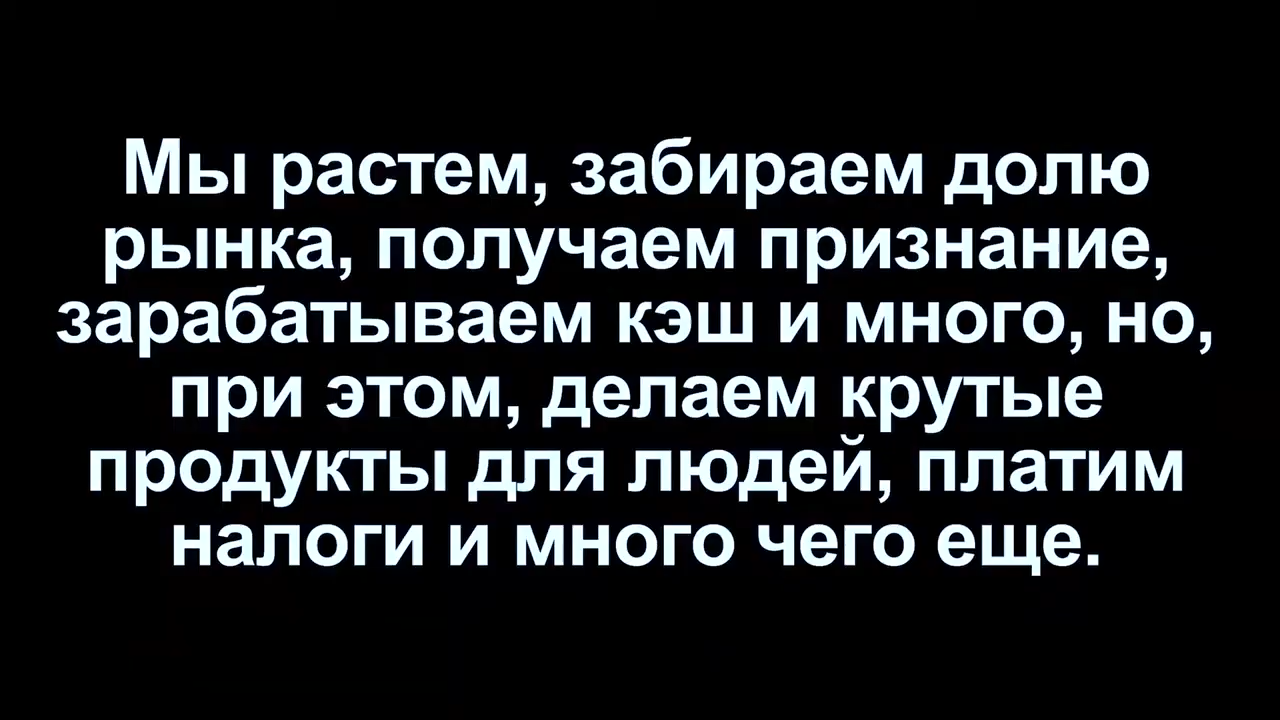 Мы растем, забираем долю
рынка, получаем признание,
зарабатываем кэш и много, но,
при этом, делаем крутые
продукты для людей, платим
налоги и много чего еще.